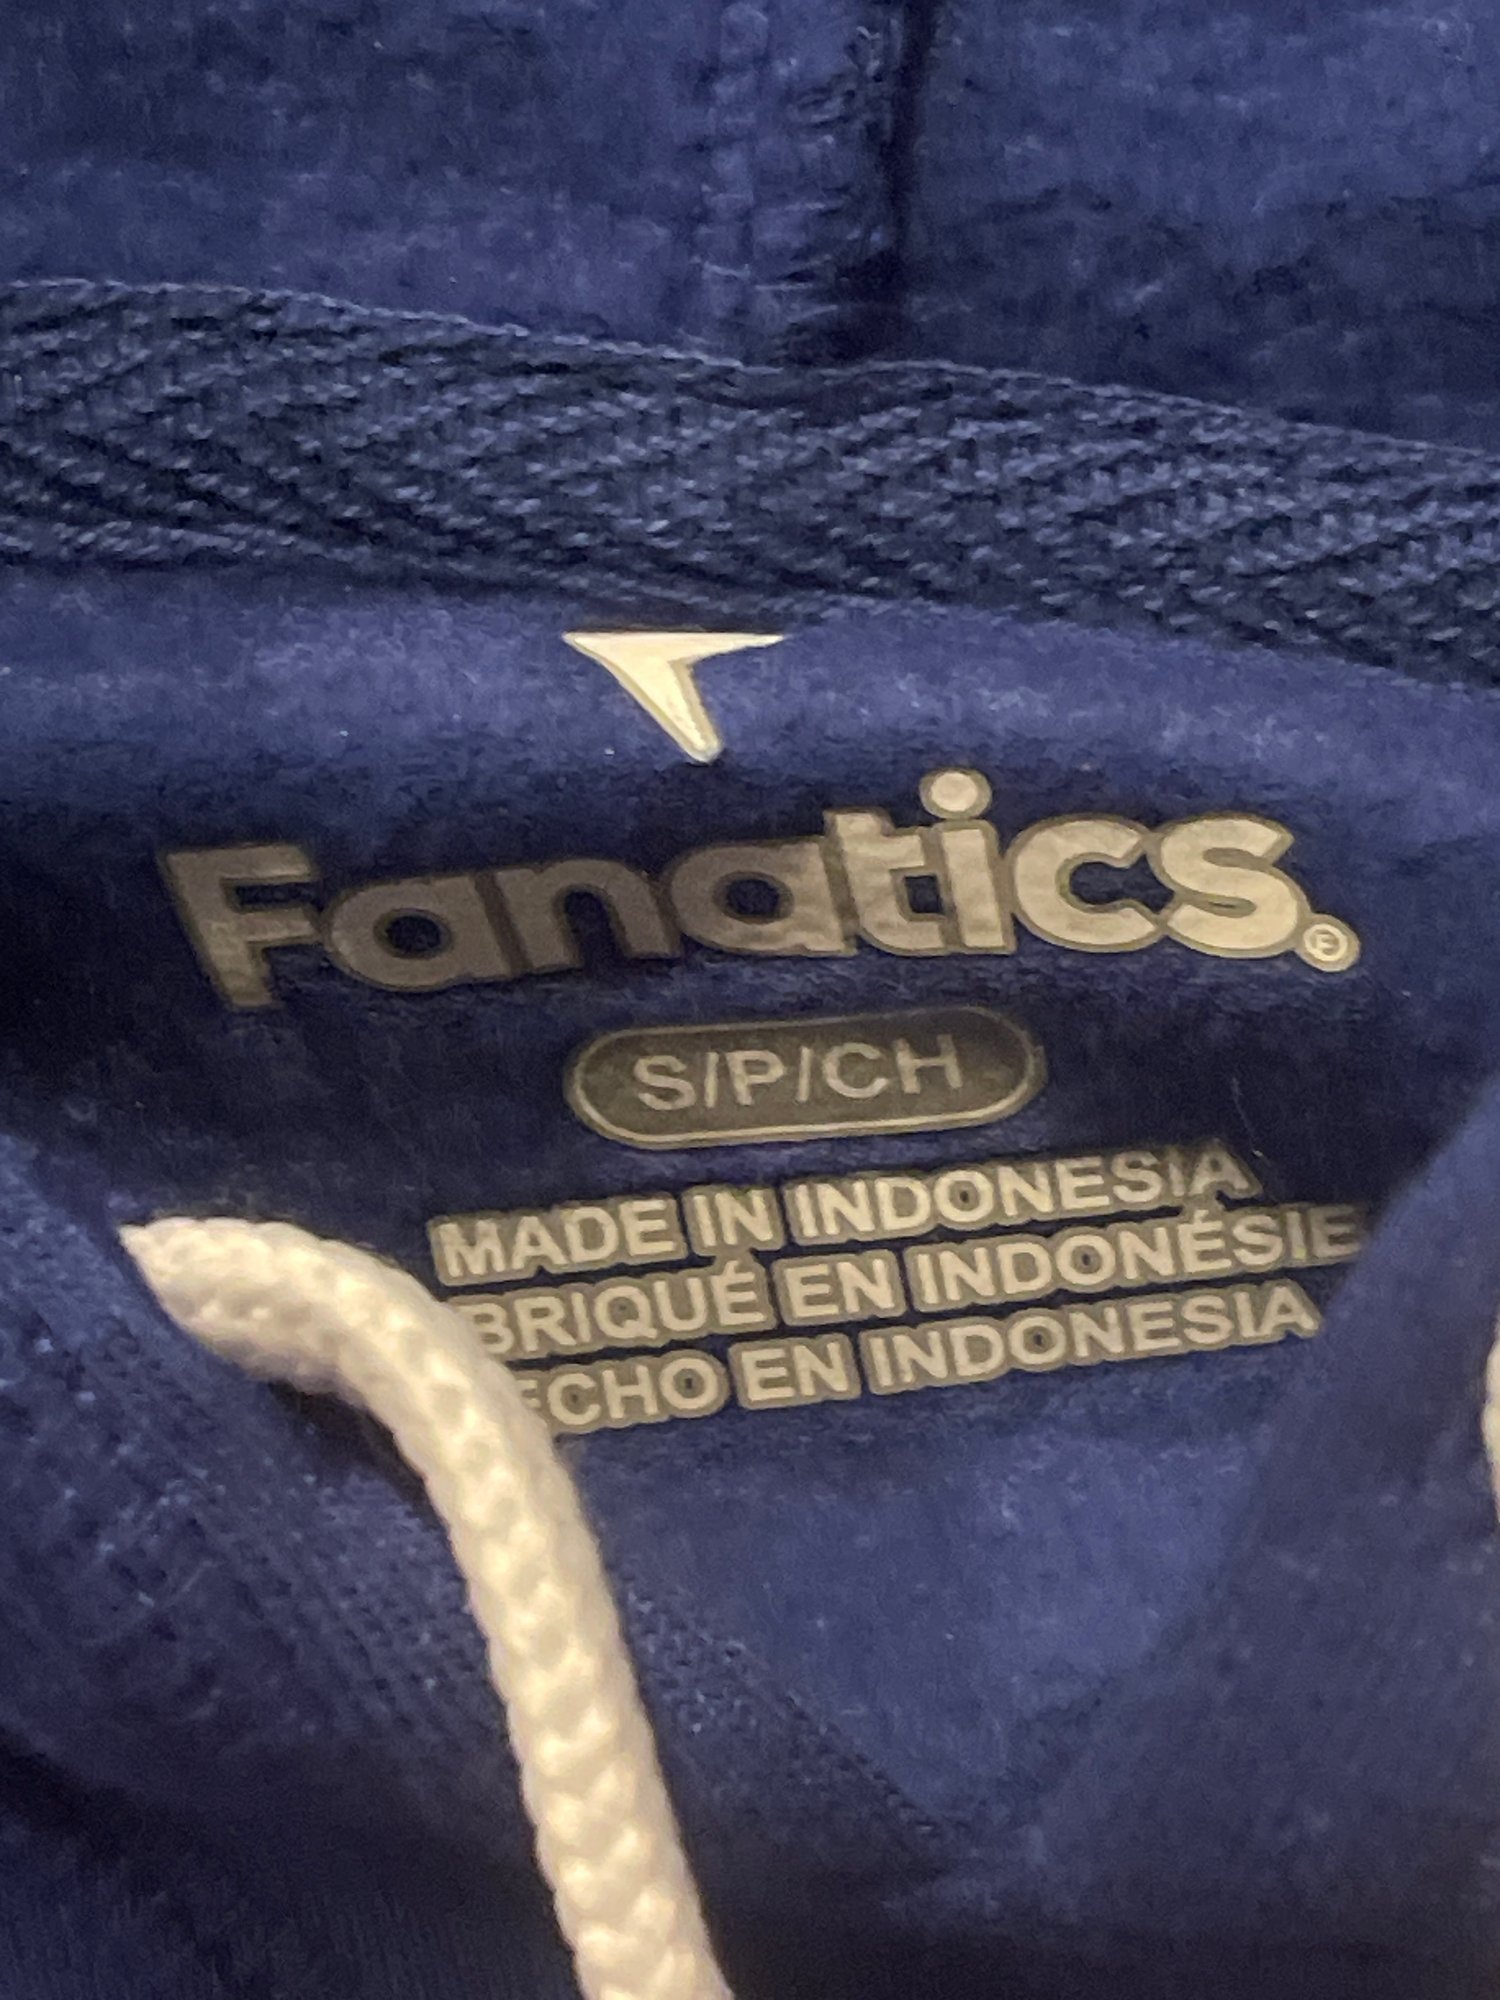 Fanatics®
S/P/CH
MADE IN INDONESIA
BRIQUÉ EN INDONÉSIE
ECHO EN INDONESIA